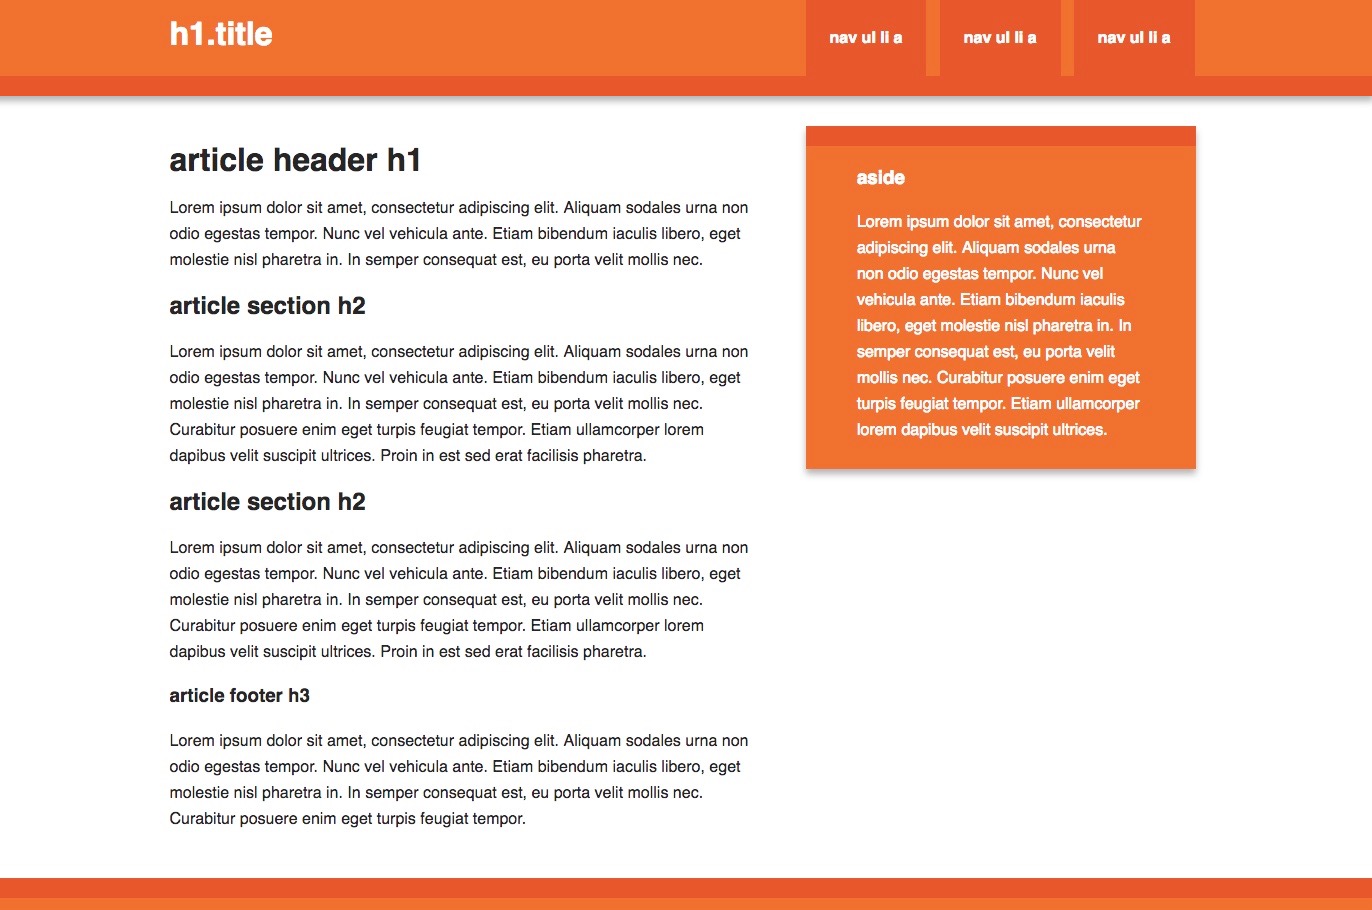 h1.title
nav ul li a
nav ul li a
nav ul li a
article header h1
Lorem ipsum dolor sit amet, consectetur adipiscing elit. Aliquam sodales urna non
odio egestas tempor. Nunc vel vehicula ante. Etiam bibendum iaculis libero, eget
molestie nisl pharetra in. In semper consequat est, eu porta velit mollis nec.
article section h2
Lorem ipsum dolor sit amet, consectetur adipiscing elit. Aliquam sodales urna non
odio egestas tempor. Nunc vel vehicula ante. Etiam bibendum iaculis libero, eget
molestie nisl pharetra in. In semper consequat est, eu porta velit mollis nec.
Curabitur posuere enim eget turpis feugiat tempor. Etiam ullamcorper lorem
dapibus velit suscipit ultrices. Proin in est sed erat facilisis pharetra.
article section h2
Lorem ipsum dolor sit amet, consectetur adipiscing elit. Aliquam sodales urna non
odio egestas tempor. Nunc vel vehicula ante. Etiam bibendum iaculis libero, eget
molestie nisl pharetra in. In semper consequat est, eu porta velit mollis nec.
Curabitur posuere enim eget turpis feugiat tempor. Etiam ullamcorper lorem
dapibus velit suscipit ultrices. Proin in est sed erat facilisis pharetra.
article footer h3
Lorem ipsum dolor sit amet, consectetur adipiscing elit. Aliquam sodales urna non
odio egestas tempor. Nunc vel vehicula ante. Etiam bibendum iaculis libero, eget
molestie nisl pharetra in. In semper consequat est, eu porta velit mollis nec.
Curabitur posuere enim eget turpis feugiat tempor.
aside
Lorem ipsum dolor sit amet, consectetur
adipiscing elit. Aliquam sodales urna
non odio egestas tempor. Nunc vel
vehicula ante. Etiam bibendum iaculis
libero, eget molestie nisl pharetra in. In
semper consequat est, eu porta velit
mollis nec. Curabitur posuere enim eget
turpis feugiat tempor. Etiam ullamcorper
lorem dapibus velit suscipit ultrices.